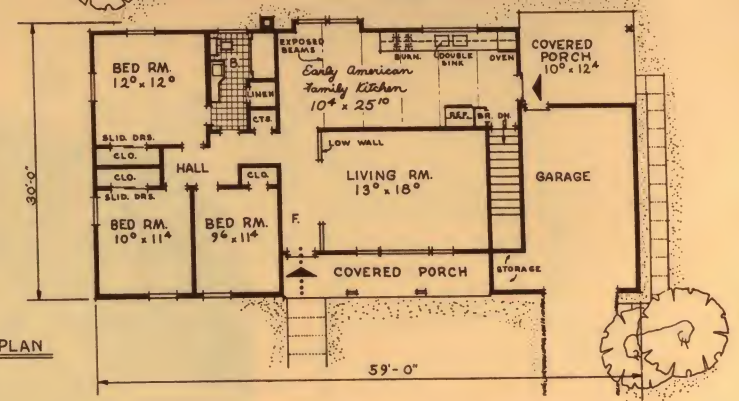 BED RM.
12⁰ x 12⁰
SLID. DRS.
CLO.
CLO.
SLID. DRS.
HALL
BED RM.
10⁰ x 11⁴
BED RM.
9⁶ x 11⁴
CLO.
B.
LINEN
CTS.
EXPOSED
BEAMS
Early American
Family Kitchen
10⁴ x 25¹⁰
BURN.
DOUBLE
SINK
OVEN
REF.
BR.
DN.
LOW WALL
LIVING RM.
13⁰ x 18⁰
F.
COVERED PORCH
COVERED
PORCH
10⁰ x 12⁴
GARAGE
STORAGE
30'-0"
59'-0"
PLAN